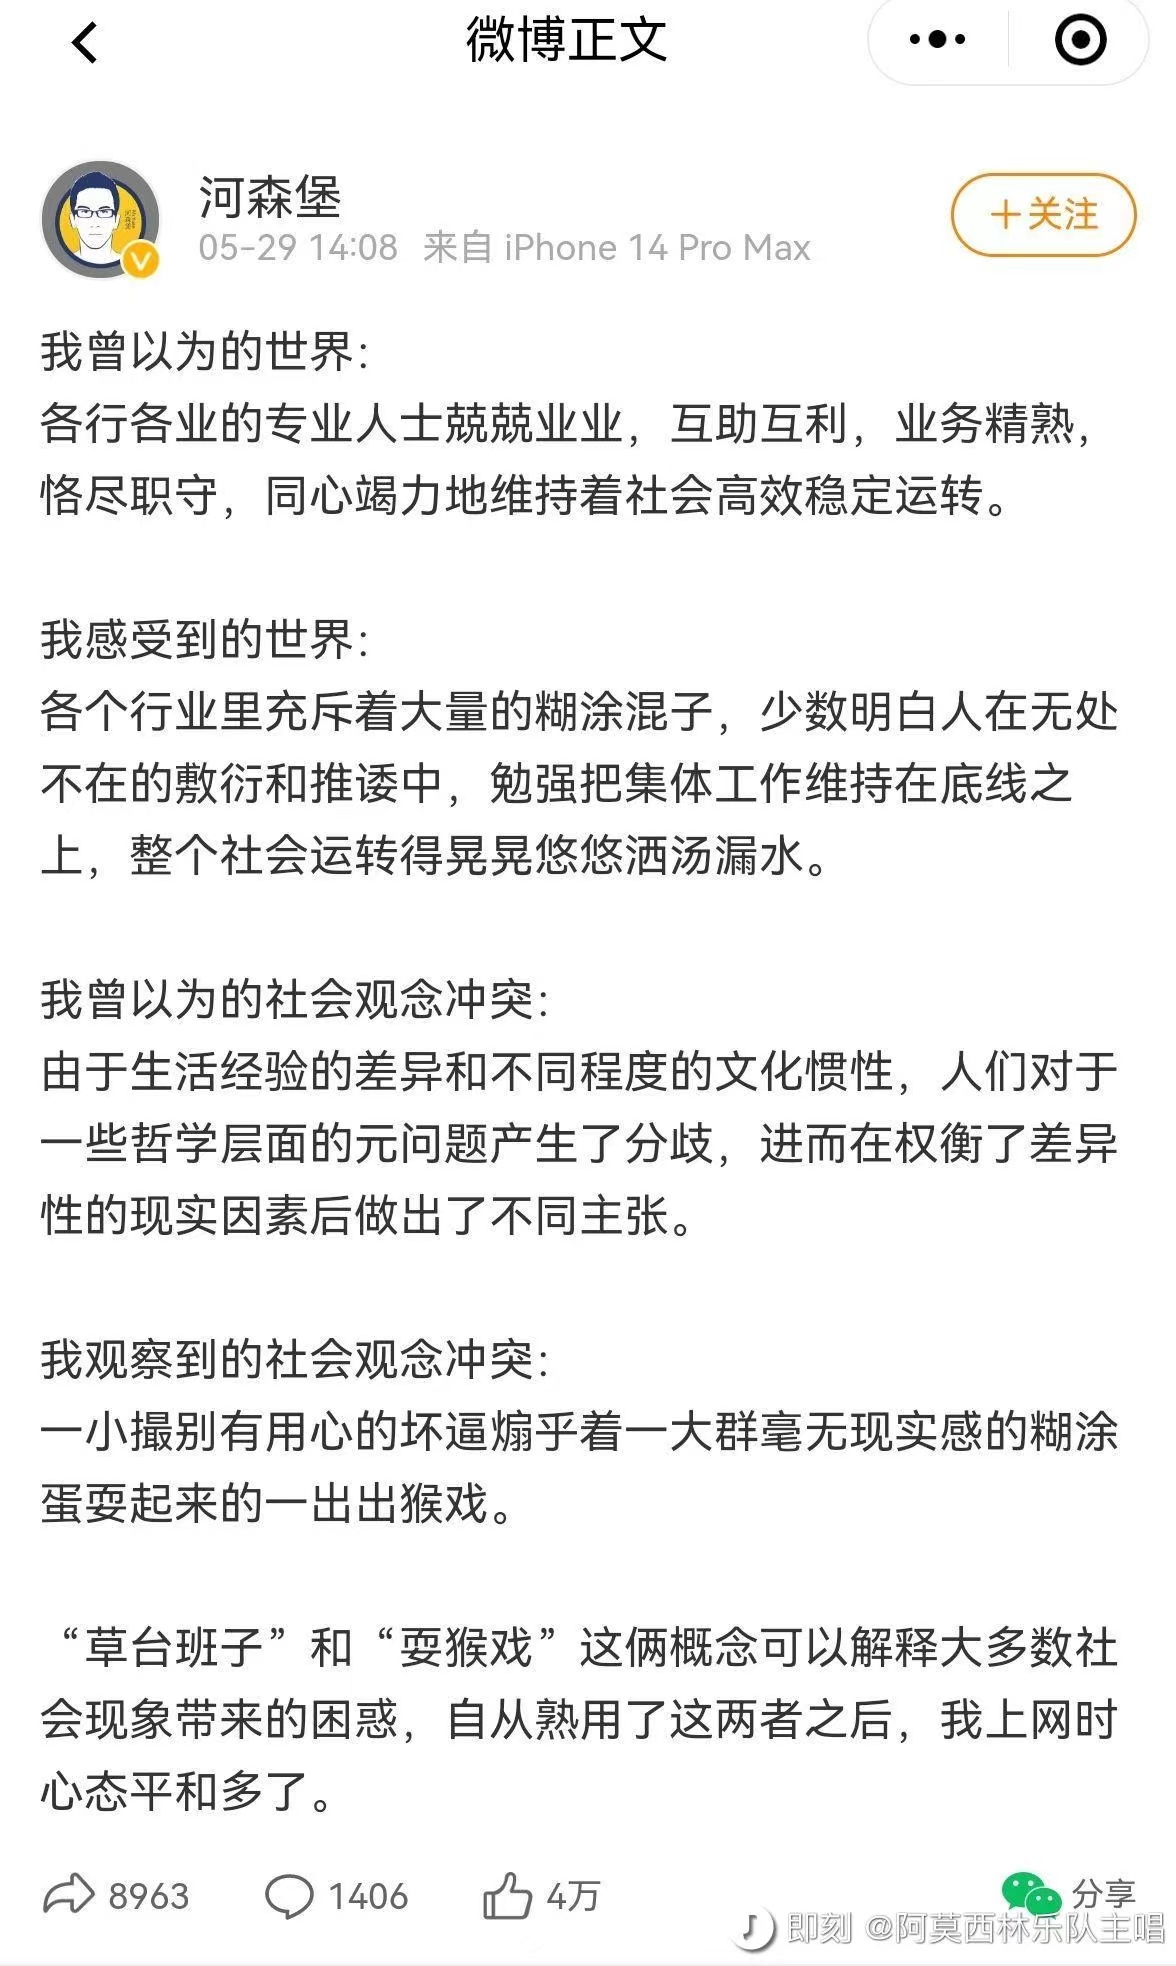 微博正文
河森堡
05-29 14:08 来自 iPhone 14 Pro Max
+关注
我曾以为的世界：
各行各业的专业人士兢兢业业，互助互利，业务精熟，
恪尽职守，同心竭力地维持着社会高效稳定运转。
我感受到的世界：
各个行业里充斥着大量的糊涂混子，少数明白人在无处
不在的敷衍和推诿中，勉强把集体工作维持在底线之
上，整个社会运转得晃晃悠悠洒汤漏水。
我曾以为的社会观念冲突：
由于生活经验的差异和不同程度的文化惯性，人们对于
一些哲学层面的元问题产生了分歧，进而在权衡了差异
性的现实因素后做出了不同主张。
我观察到的社会观念冲突：
一小撮别有用心的坏逼煽乎着一大群毫无现实感的糊涂
蛋耍起来的一出出猴戏。
“草台班子”和“耍猴戏”这俩概念可以解释大多数社
会现象带来的困惑，自从熟用了这两者之后，我上网时
心态平和多了。
8963 1406 4万 分享
即刻 @阿莫西林乐队主唱